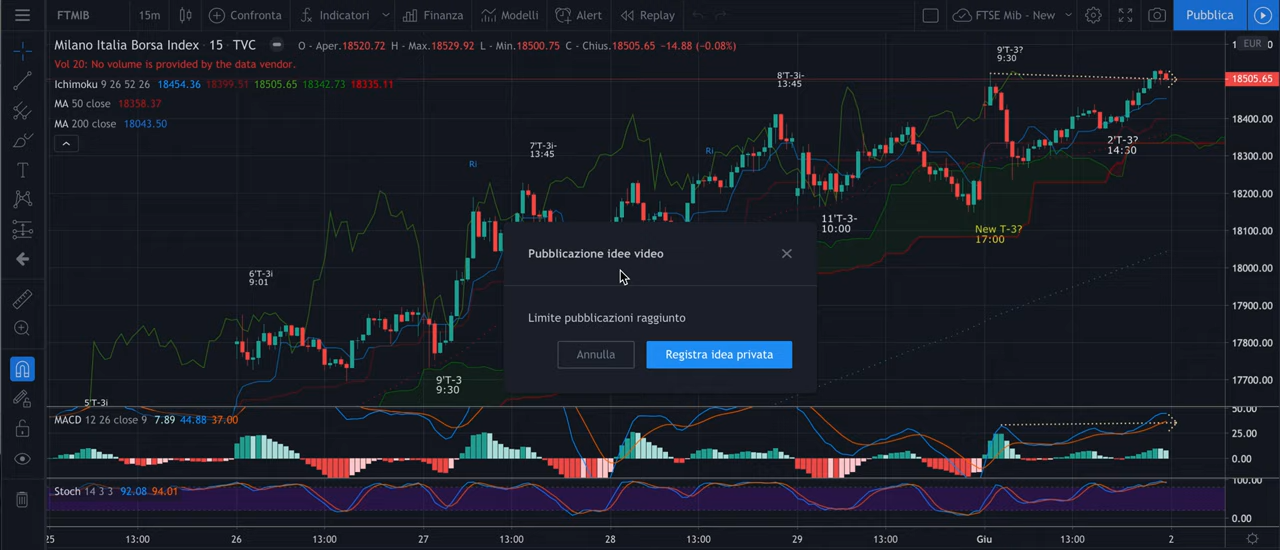 FTMIB 15m Confronta Indicatori Finanza Modelli Alert Replay FTSE Mib - New Pubblica
Milano Italia Borsa Index · 15 · TVC O - Aper.18520.72 H - Max.18529.92 L - Min.18500.75 C - Chius.18505.65 -14.88 (-0.08%)
Vol 20: No volume is provided by the data vendor.
Ichimoku 9 26 52 26 18454.36 18399.51 18505.65 18342.73 18335.11
MA 50 close 18358.37
MA 200 close 18043.50
EUR
18505.65
18400.00
18300.00
18200.00
18100.00
18000.00
17900.00
17800.00
17700.00
9'T-3?
9:30
8'T-3i-
13:45
7'T-3i-
13:45
2'T-3?
14:30
Ri
Ri
11'T-3-
10:00
New T-3?
17:00
6'T-3i
9:01
9'T-3
9:30
5'T-3i
Pubblicazione idee video
Limite pubblicazioni raggiunto
Annulla Registra idea privata
MACD 12 26 close 9 7.89 44.88 37.00
50.00
25.00
0.00
Stoch 14 3 3 92.08 94.01
100.00
0.00
25 13:00 26 13:00 27 13:00 28 13:00 29 13:00 Giu 13:00 2